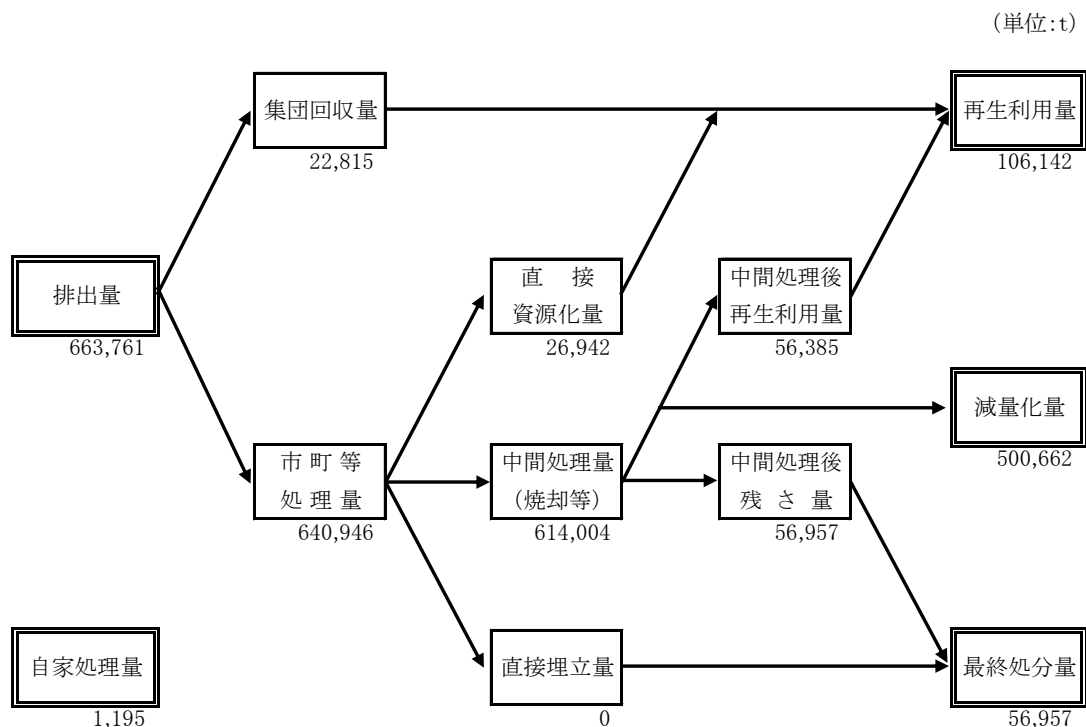 (単位:t)
集団回収量
22,815
再生利用量
106,142
排出量
663,761
直 接
資源化量
26,942
中間処理後
再生利用量
56,385
減量化量
500,662
市 町 等
処 理 量
640,946
中間処理量
(焼却等)
614,004
中間処理後
残 さ 量
56,957
自家処理量
1,195
直接埋立量
0
最終処分量
56,957